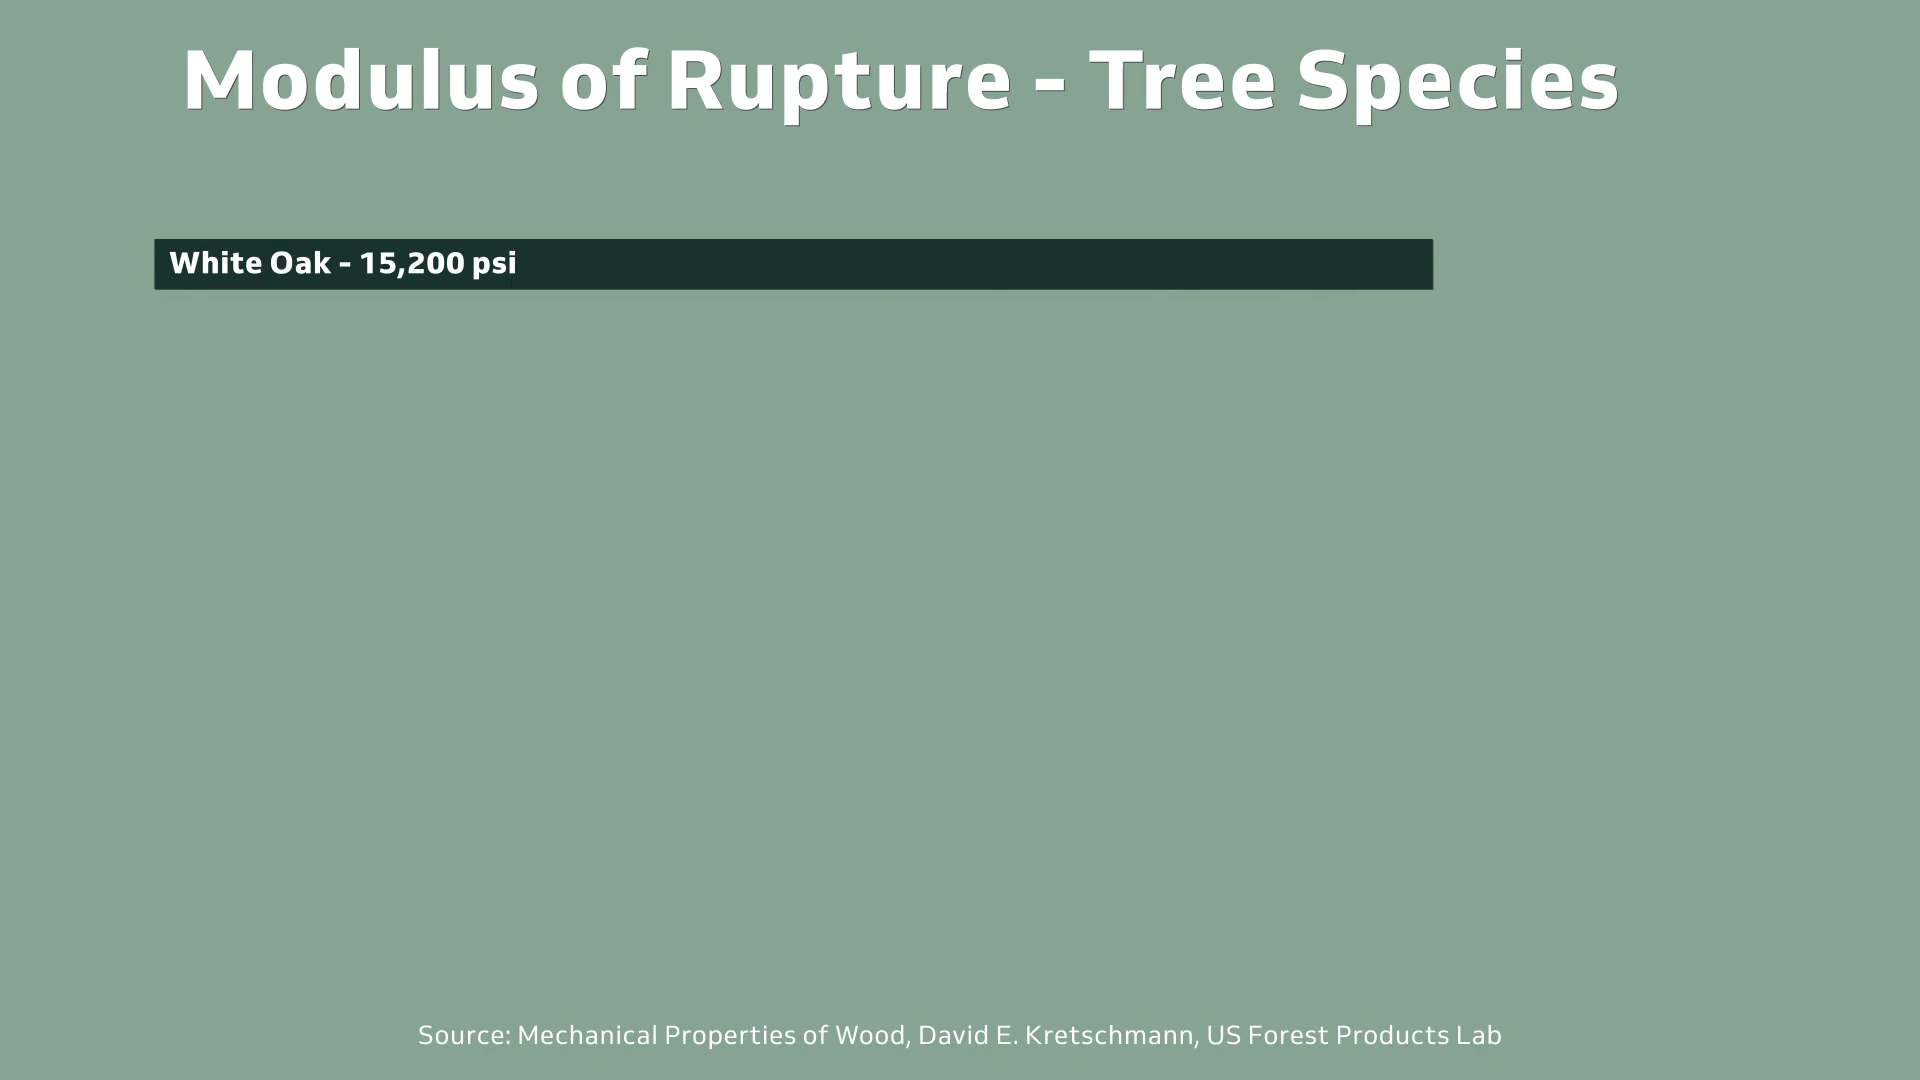 Modulus of Rupture - Tree Species
White Oak - 15,200 psi
Source: Mechanical Properties of Wood, David E. Kretschmann, US Forest Products Lab